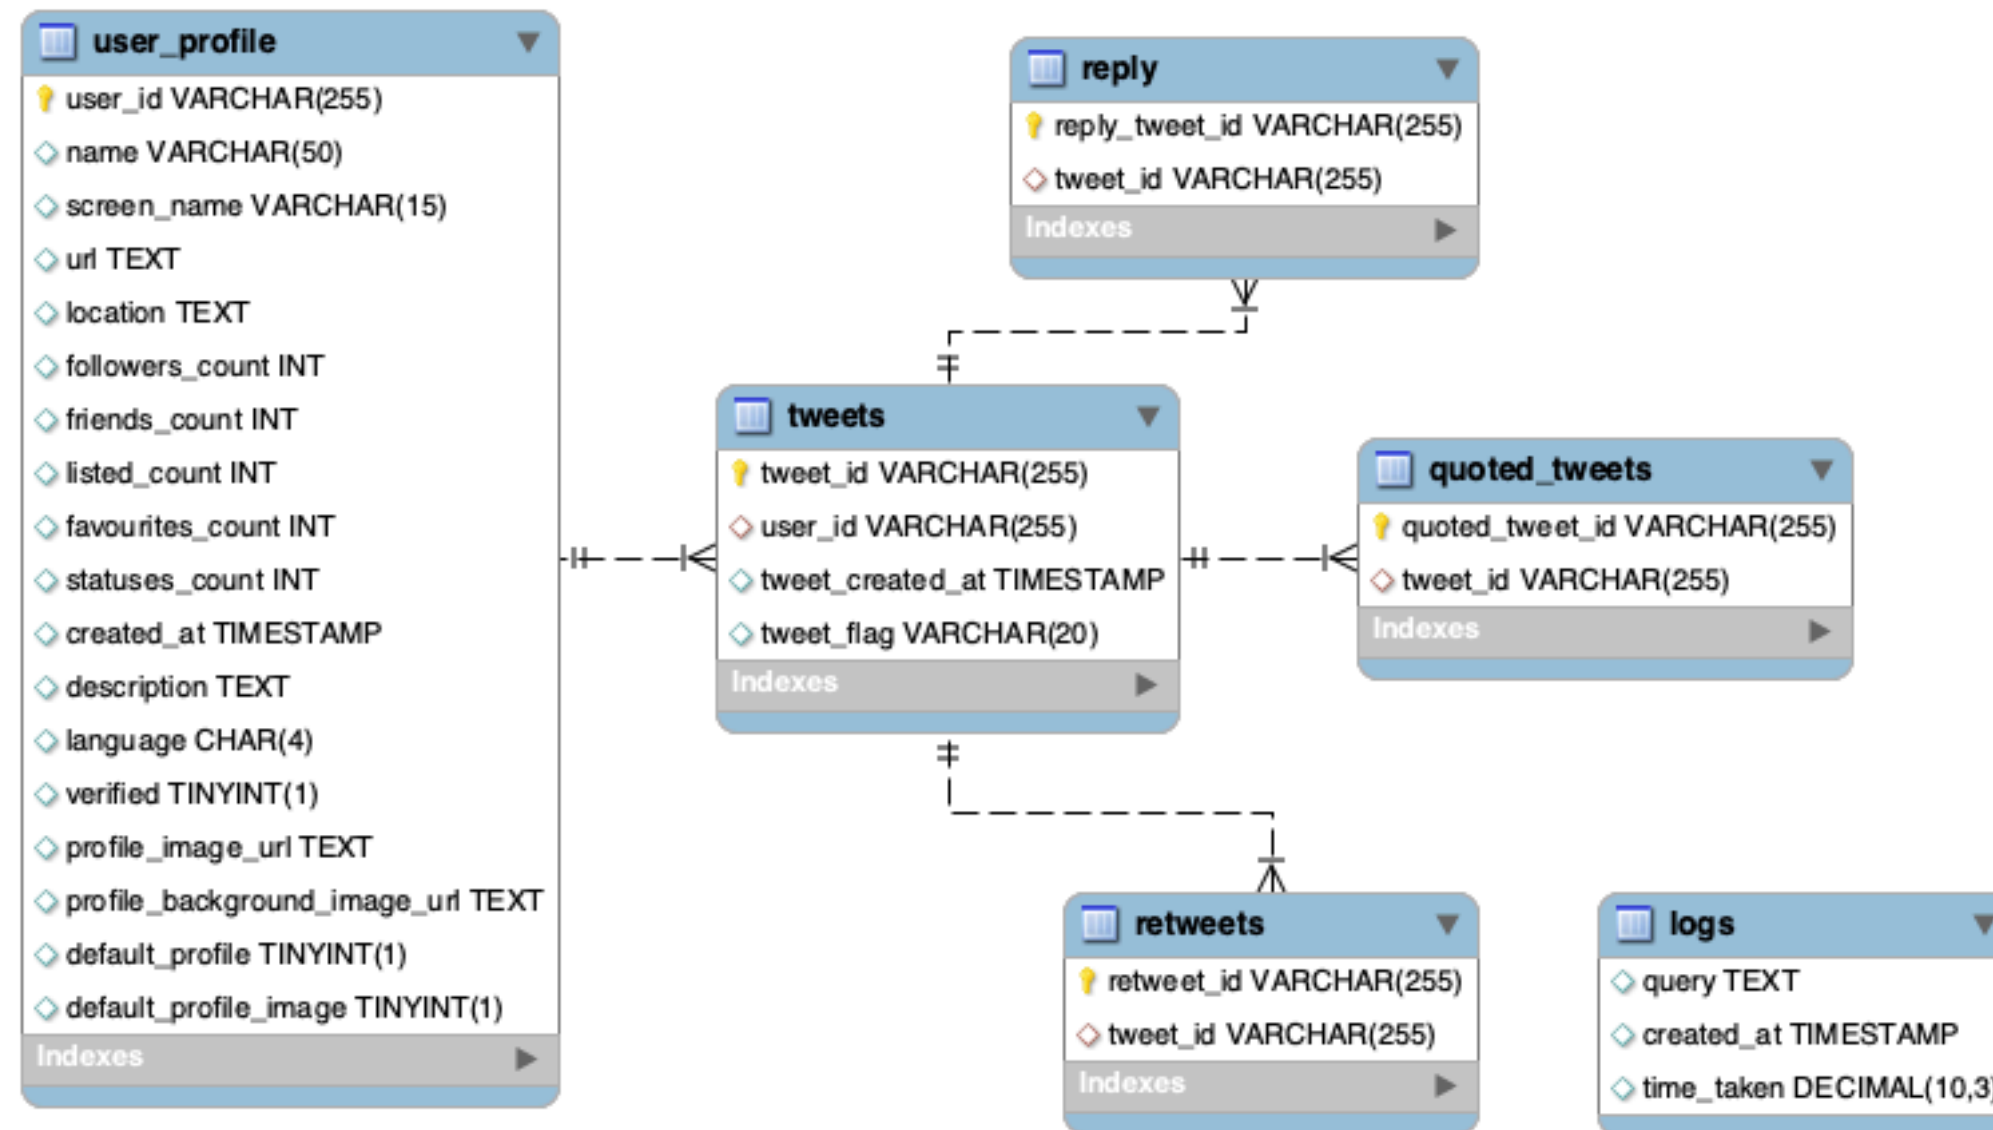 user_profile
user_id VARCHAR(255)
name VARCHAR(50)
screen_name VARCHAR(15)
url TEXT
location TEXT
followers_count INT
friends_count INT
listed_count INT
favourites_count INT
statuses_count INT
created_at TIMESTAMP
description TEXT
language CHAR(4)
verified TINYINT(1)
profile_image_url TEXT
profile_background_image_url TEXT
default_profile TINYINT(1)
default_profile_image TINYINT(1)
Indexes
reply
reply_tweet_id VARCHAR(255)
tweet_id VARCHAR(255)
Indexes
tweets
tweet_id VARCHAR(255)
user_id VARCHAR(255)
tweet_created_at TIMESTAMP
tweet_flag VARCHAR(20)
Indexes
quoted_tweets
quoted_tweet_id VARCHAR(255)
tweet_id VARCHAR(255)
Indexes
retweets
retweet_id VARCHAR(255)
tweet_id VARCHAR(255)
Indexes
logs
query TEXT
created_at TIMESTAMP
time_taken DECIMAL(10,3)